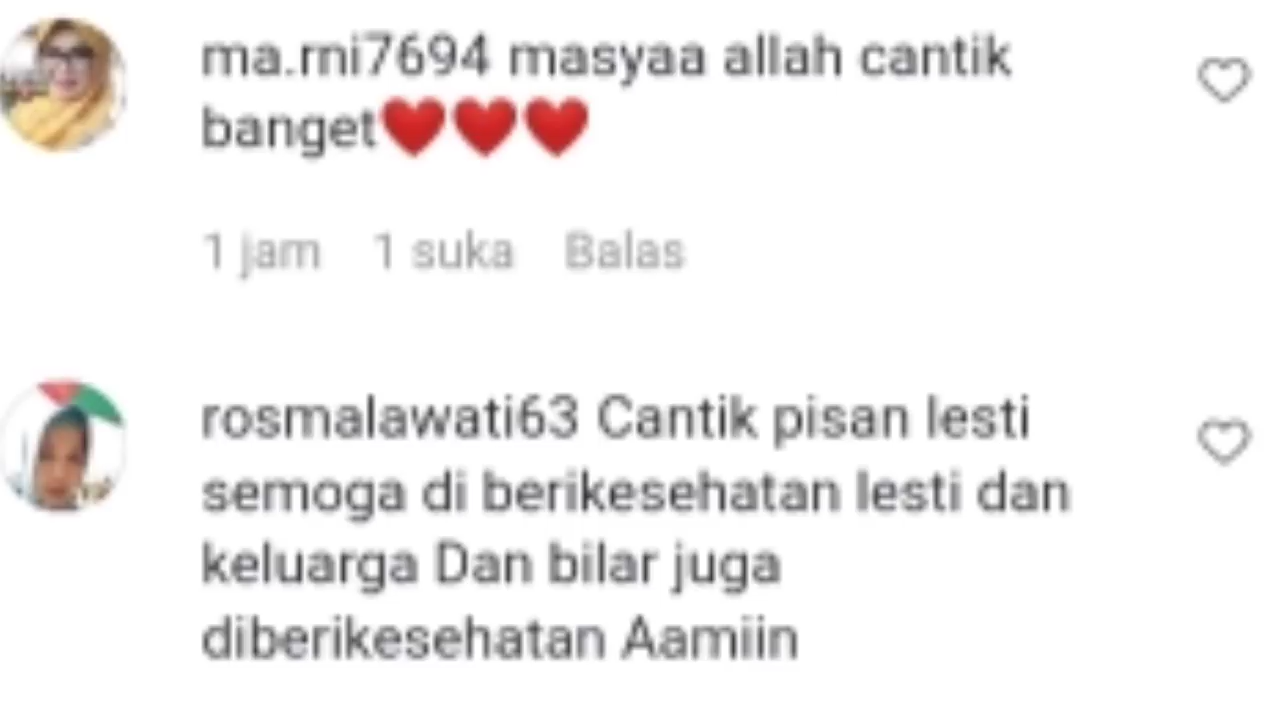 ma.rni7694 masyaa allah cantik
banget❤️❤️❤️
1 jam 1 suka Balas
rosmalawati63 Cantik pisan lesti
semoga di berikesehatan lesti dan
keluarga Dan bilar juga
diberikesehatan Aamiin